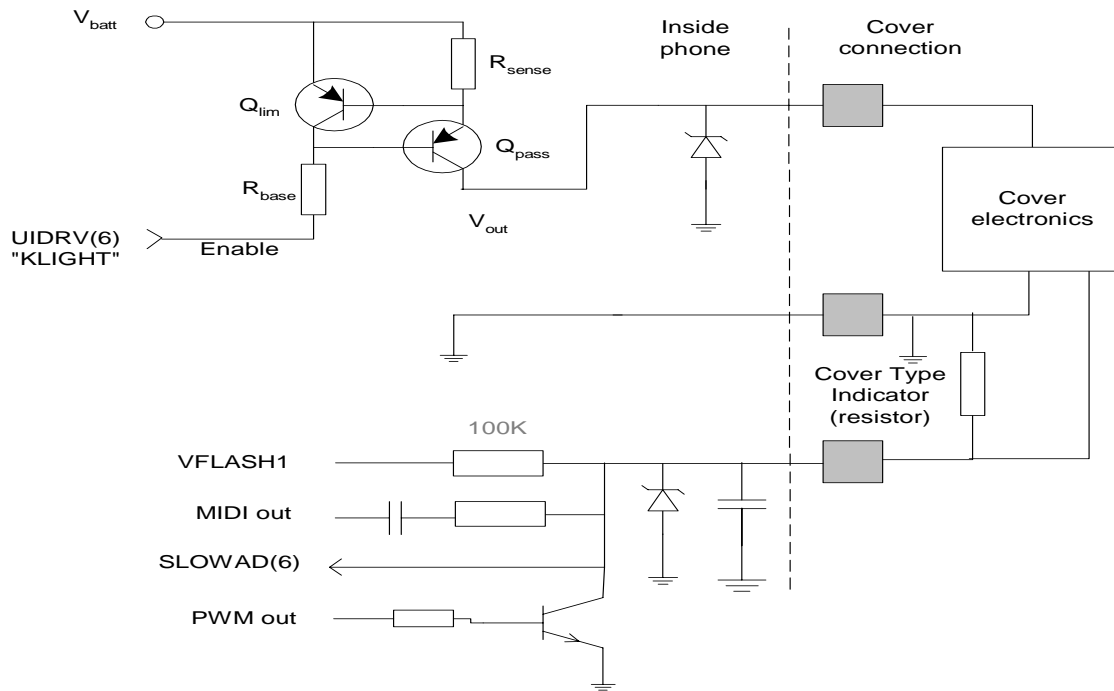 Vbatt
Inside
phone
Cover
connection
Rsense
Qlim
Qpass
Rbase
Vout
Cover
electronics
UIDRV(6)
"KLIGHT"
Enable
Cover Type
Indicator
(resistor)
100K
VFLASH1
MIDI out
SLOWAD(6)
PWM out